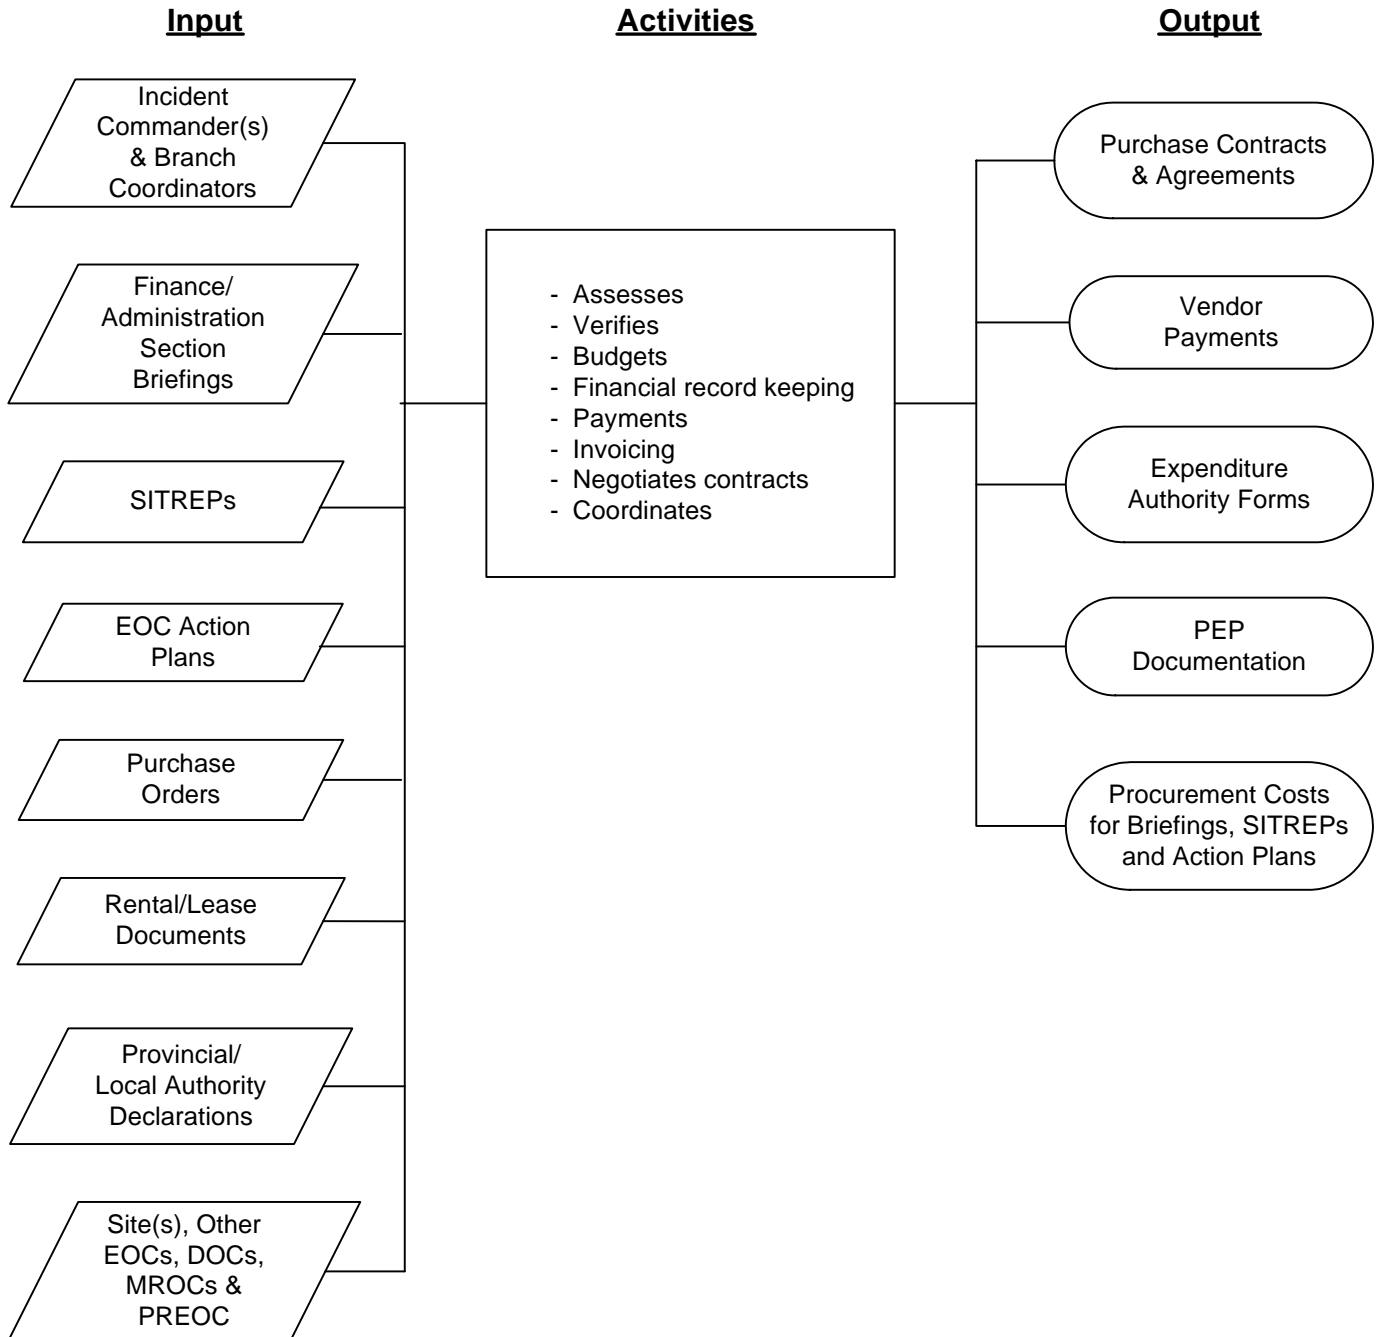 Input
Activities
Output
Incident
Commander(s)
& Branch
Coordinators
Finance/
Administration
Section
Briefings
SITREPs
EOC Action
Plans
Purchase
Orders
Rental/Lease
Documents
Provincial/
Local Authority
Declarations
Site(s), Other
EOCs, DOCs,
MROCs &
PREOC
- Assesses
- Verifies
- Budgets
- Financial record keeping
- Payments
- Invoicing
- Negotiates contracts
- Coordinates
Purchase Contracts
& Agreements
Vendor
Payments
Expenditure
Authority Forms
PEP
Documentation
Procurement Costs
for Briefings, SITREPs
and Action Plans